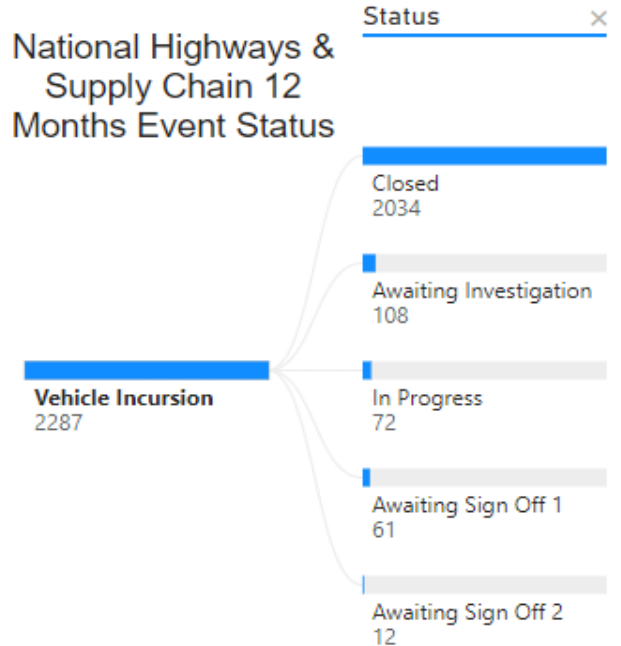 National Highways &
Supply Chain 12
Months Event Status
Status ×
Closed
2034
Awaiting Investigation
108
Vehicle Incursion
2287
In Progress
72
Awaiting Sign Off 1
61
Awaiting Sign Off 2
12